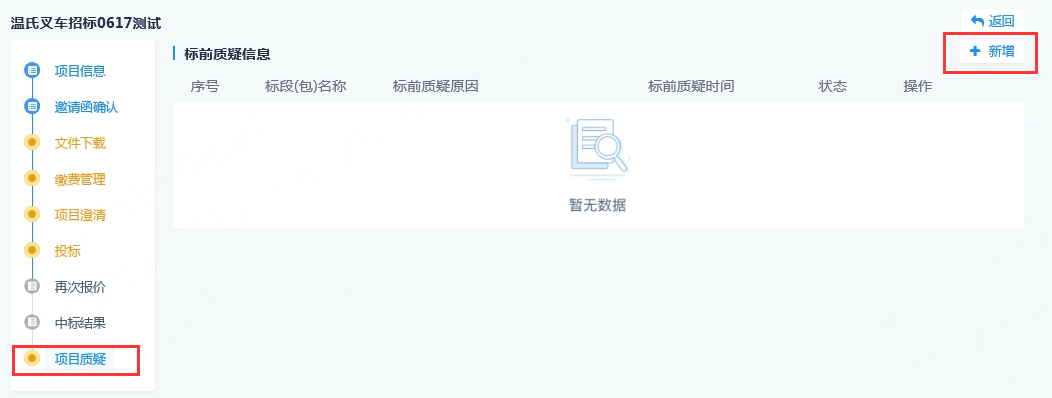 温氏叉车招标0617测试
返回
项目信息
邀请函确认
文件下载
缴费管理
项目澄清
投标
再次报价
中标结果
项目质疑
标前质疑信息
新增
序号 标段(包)名称 标前质疑原因 标前质疑时间 状态 操作
暂无数据